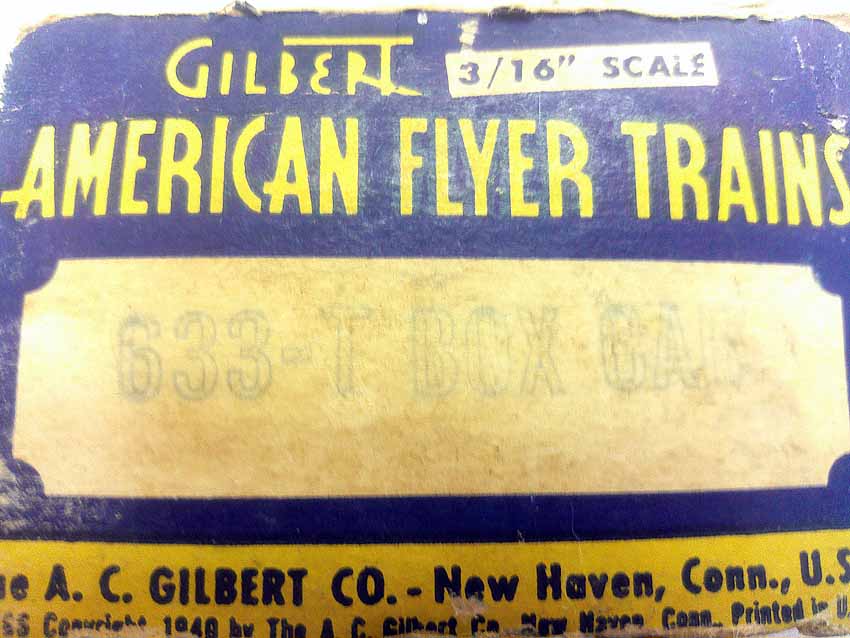 GILBERT 3/16" SCALE
AMERICAN FLYER TRAINS
633-T BOX CAR
A. C. GILBERT CO. - New Haven, Conn., U.S
Copyright 1940 by The A. C. Gilbert Co. New Haven, Conn. Printed in U.